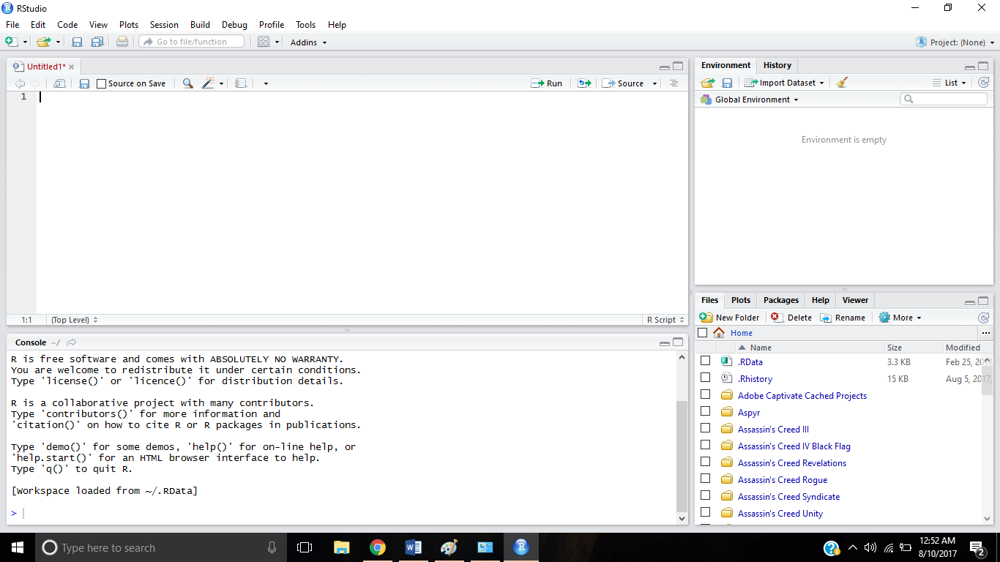 RStudio
File Edit Code View Plots Session Build Debug Profile Tools Help
Go to file/function Addins Project: (None)
Untitled1*
Source on Save Run Source
1
1:1 (Top Level) R Script
Console ~/
R is free software and comes with ABSOLUTELY NO WARRANTY.
You are welcome to redistribute it under certain conditions.
Type 'license()' or 'licence()' for distribution details.
R is a collaborative project with many contributors.
Type 'contributors()' for more information and
'citation()' on how to cite R or R packages in publications.
Type 'demo()' for some demos, 'help()' for on-line help, or
'help.start()' for an HTML browser interface to help.
Type 'q()' to quit R.
[Workspace loaded from ~/.RData]
>
Environment History
Import Dataset List
Global Environment
Environment is empty
Files Plots Packages Help Viewer
New Folder Delete Rename More
Home ...
Name Size Modified
.RData 3.3 KB Feb 25, 2017
.Rhistory 15 KB Aug 5, 2017,
Adobe Captivate Cached Projects
Aspyr
Assassin's Creed III
Assassin's Creed IV Black Flag
Assassin's Creed Revelations
Assassin's Creed Rogue
Assassin's Creed Syndicate
Assassin's Creed Unity
Type here to search
12:52 AM
8/10/2017
2